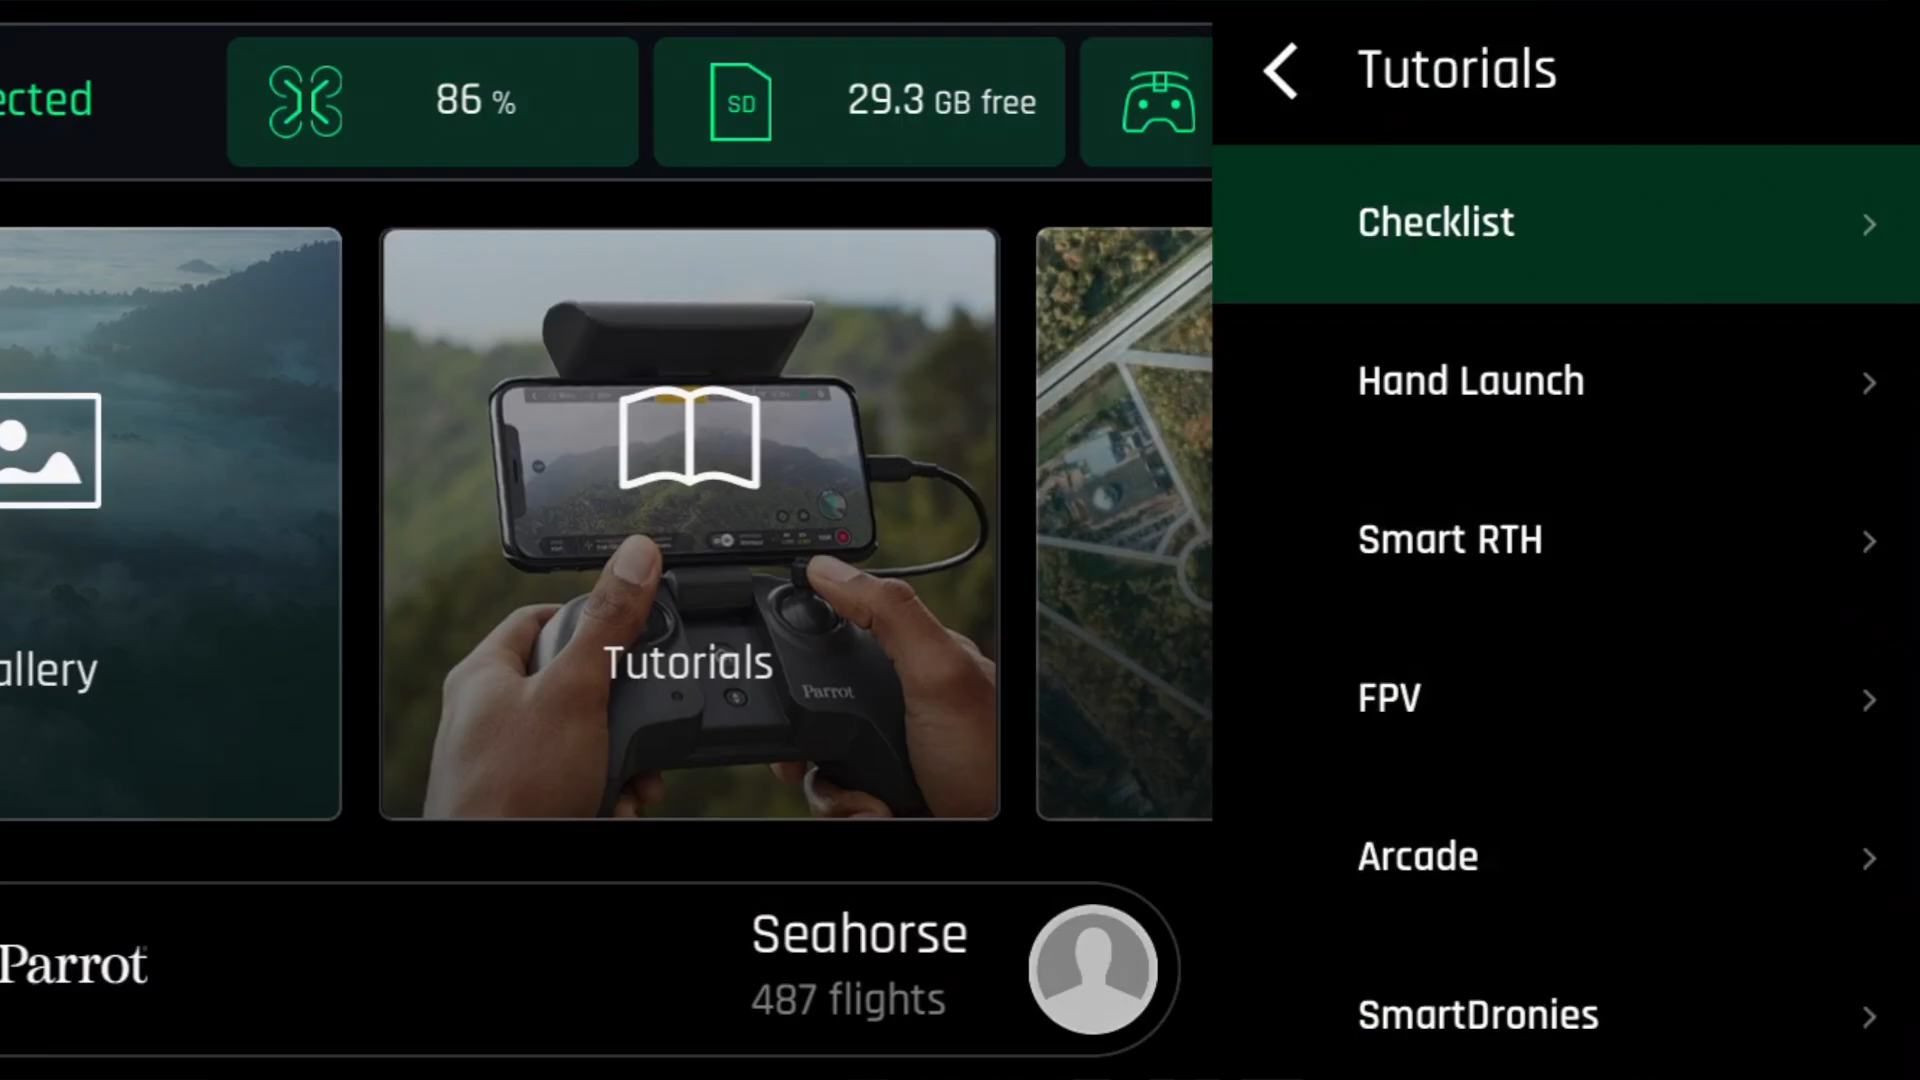 ected
86 %
SD
29.3 GB free
Tutorials
Checklist
Hand Launch
Smart RTH
FPV
Arcade
SmartDronies
allery
Tutorials
Parrot
Parrot
Seahorse
487 flights